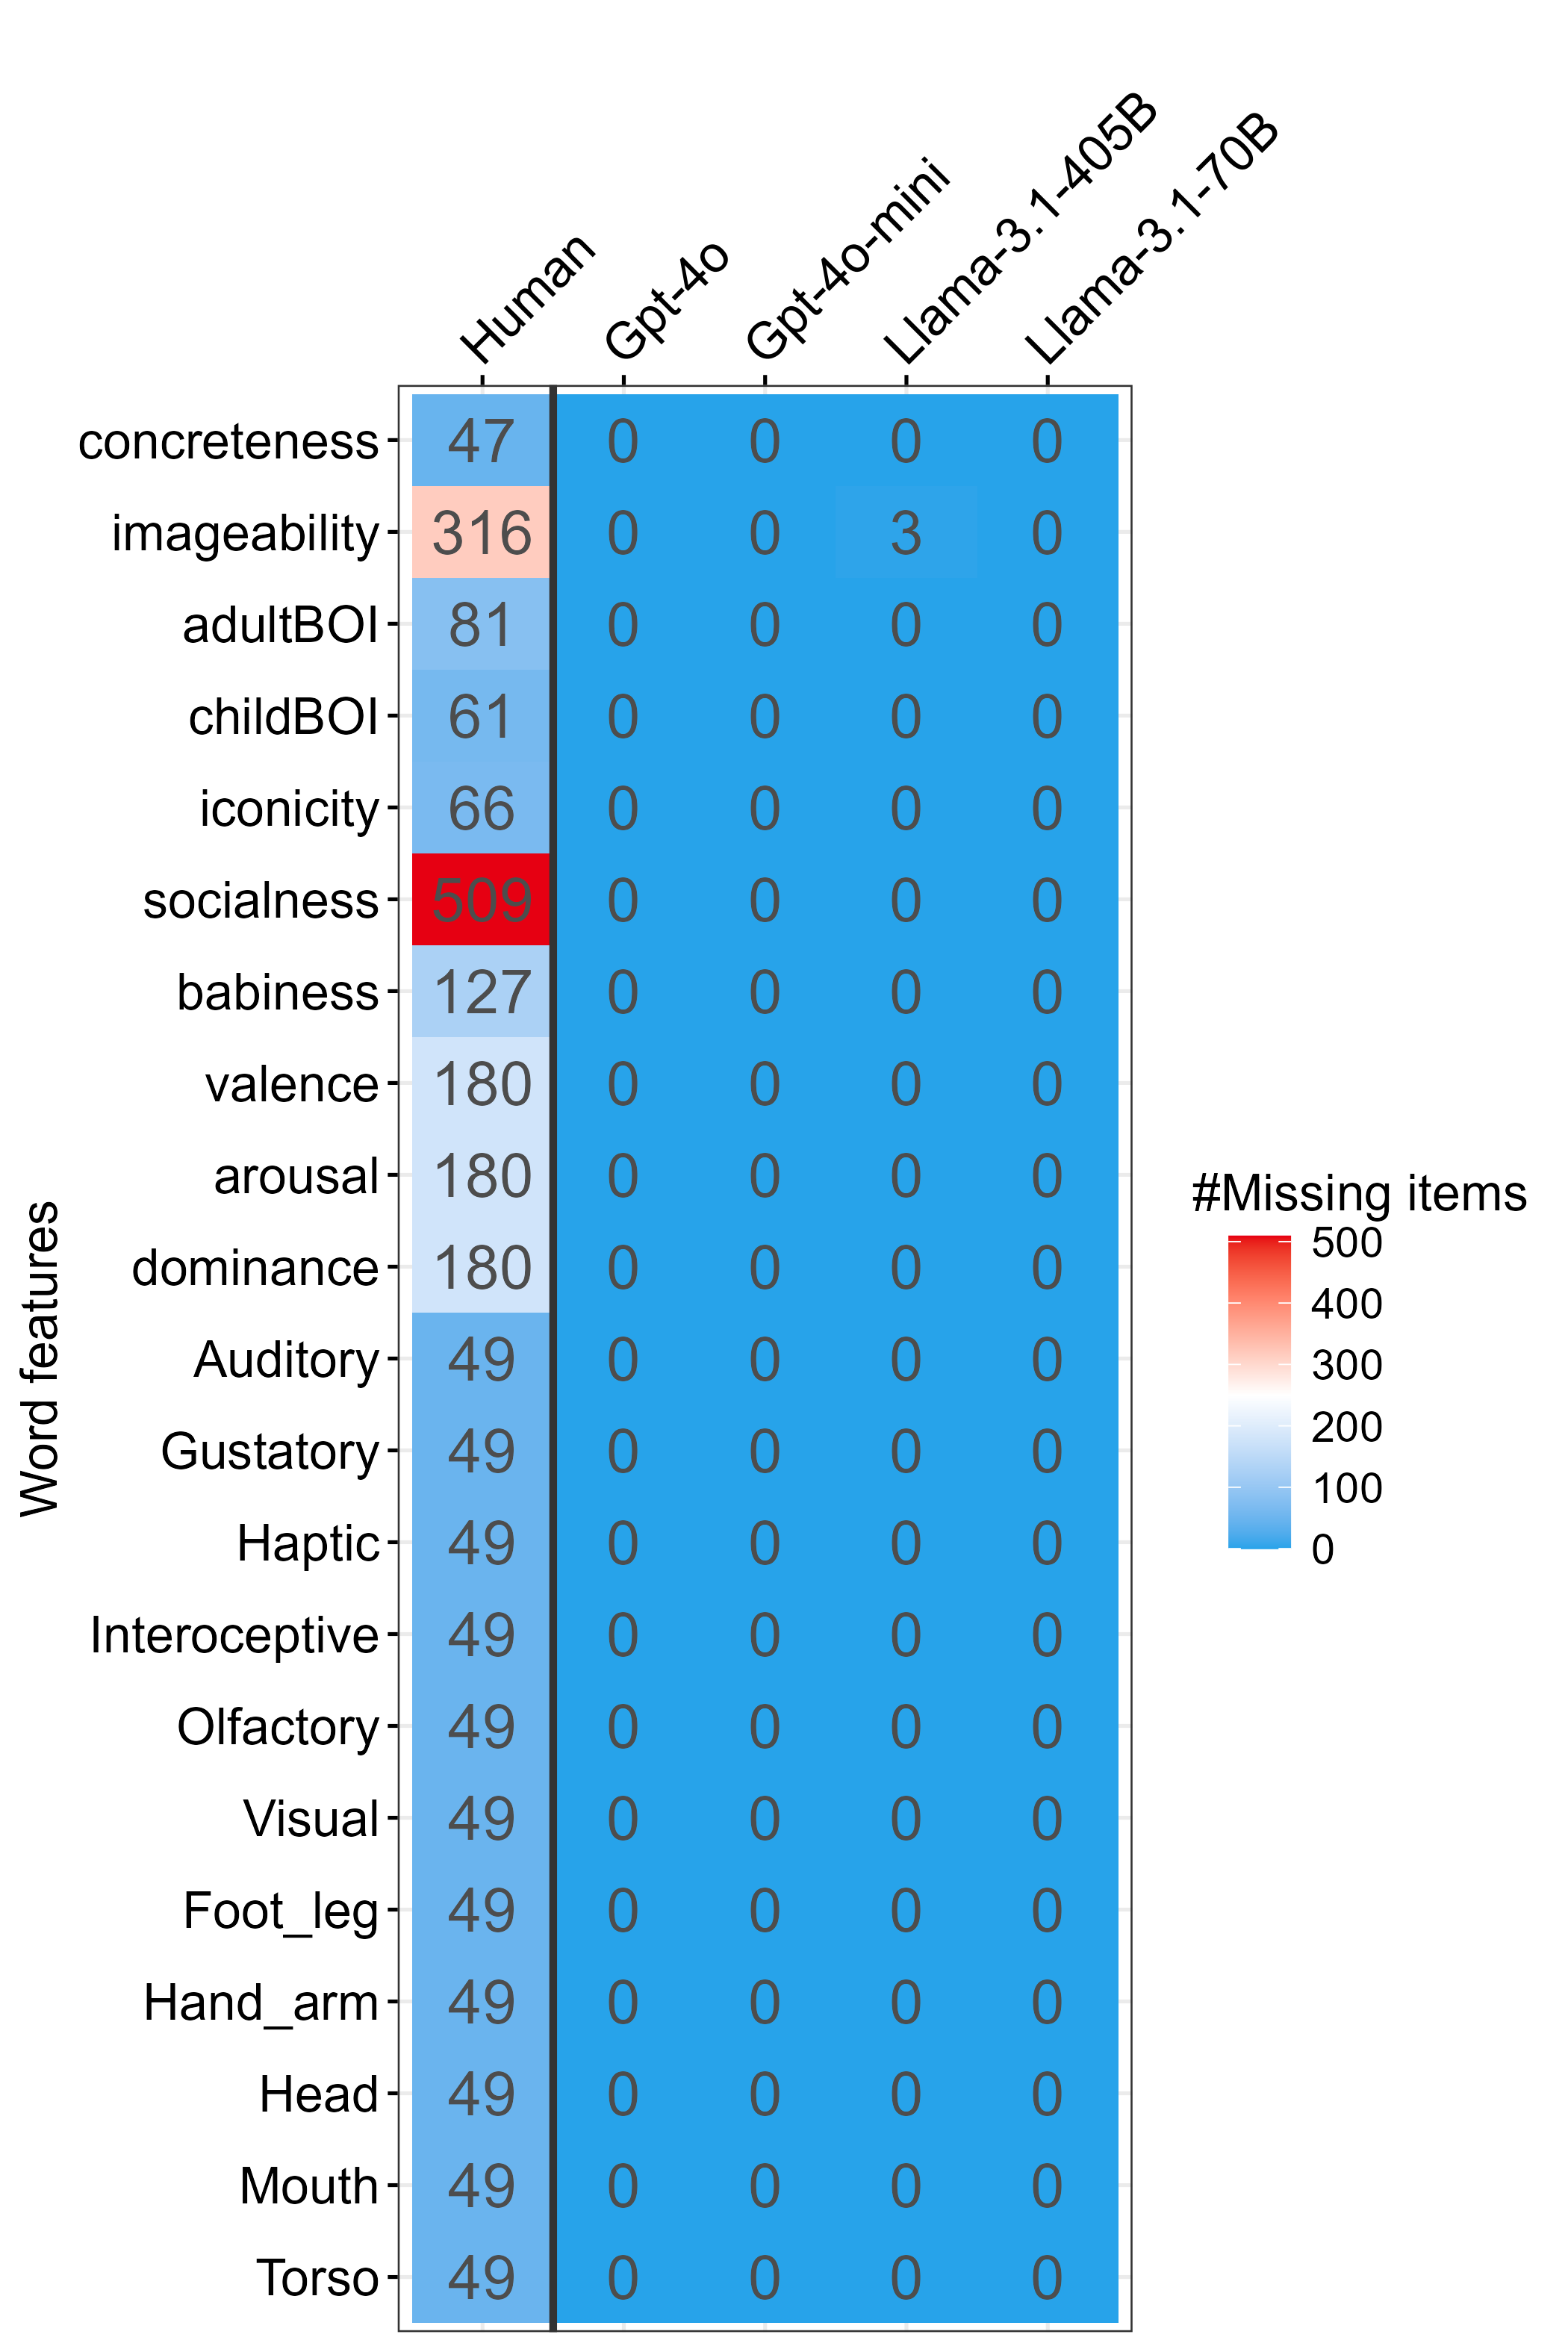 Human Gpt-4o Gpt-4o-mini Llama-3.1-405B Llama-3.1-70B
concreteness 47 0 0 0 0
imageability 316 0 0 3 0
adultBOI 81 0 0 0 0
childBOI 61 0 0 0 0
iconicity 66 0 0 0 0
socialness 509 0 0 0 0
babiness 127 0 0 0 0
valence 180 0 0 0 0
arousal 180 0 0 0 0
dominance 180 0 0 0 0
Auditory 49 0 0 0 0
Gustatory 49 0 0 0 0
Haptic 49 0 0 0 0
Interoceptive 49 0 0 0 0
Olfactory 49 0 0 0 0
Visual 49 0 0 0 0
Foot_leg 49 0 0 0 0
Hand_arm 49 0 0 0 0
Head 49 0 0 0 0
Mouth 49 0 0 0 0
Torso 49 0 0 0 0
Word features
#Missing items
500
400
300
200
100
0